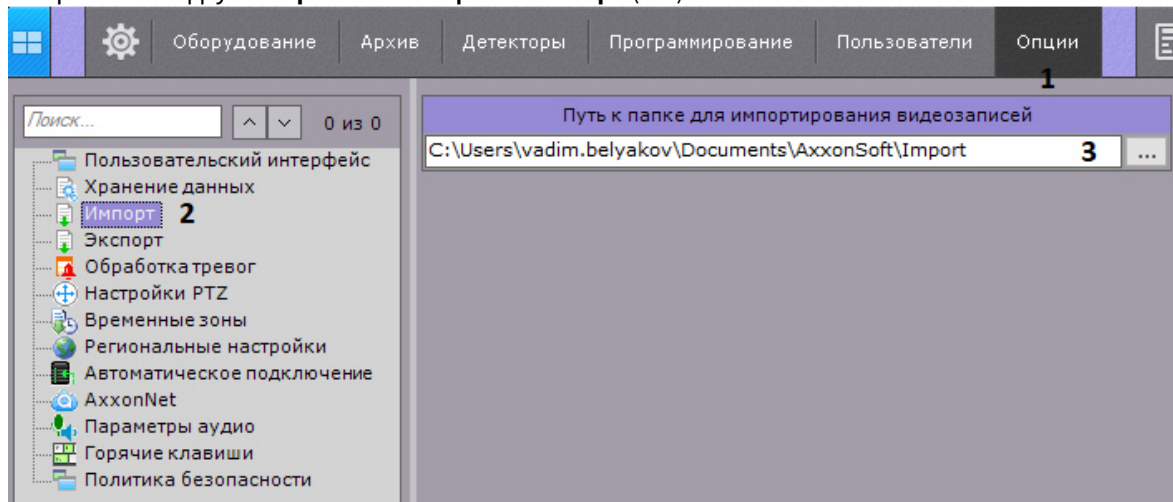 Оборудование Архив Детекторы Программирование Пользователи Опции
1
Поиск... 0 из 0
Пользовательский интерфейс
Хранение данных
Импорт 2
Экспорт
Обработка тревог
Настройки PTZ
Временные зоны
Региональные настройки
Автоматическое подключение
AxxonNet
Параметры аудио
Горячие клавиши
Политика безопасности
Путь к папке для импортирования видеозаписей
C:\Users\vadim.belyakov\Documents\AxxonSoft\Import 3 ...